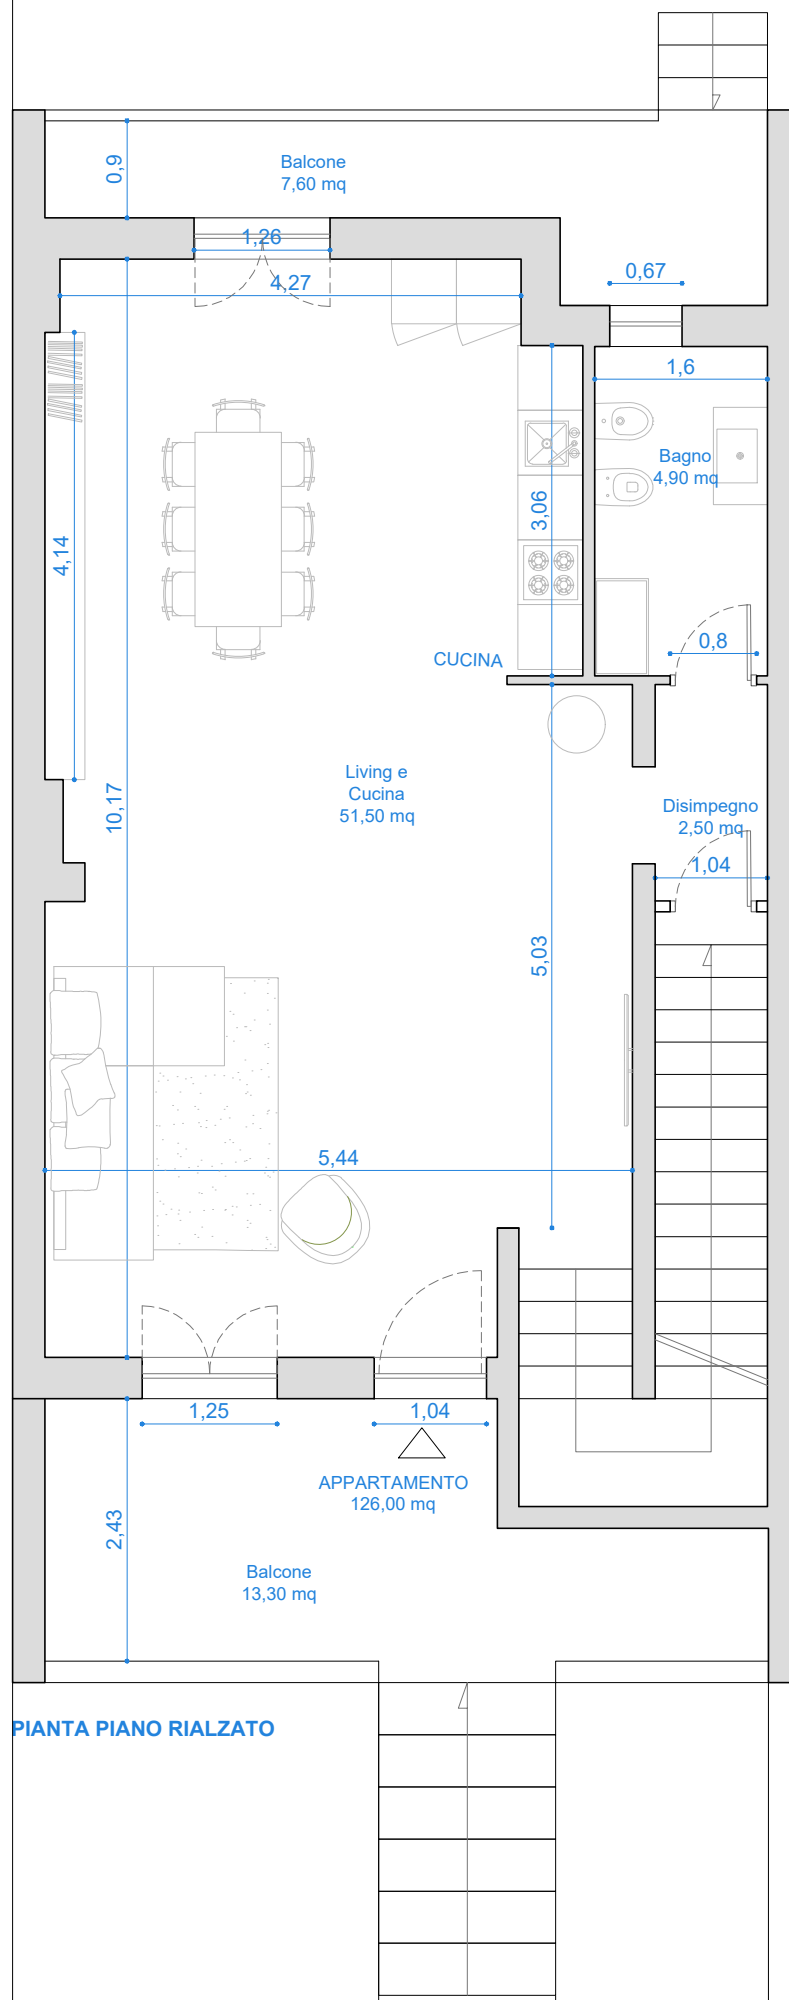 0,9
Balcone
7,60 mq
1,26
4,27
0,67
1,6
Bagno
4,90 mq
3,06
4,14
0,8
CUCINA
Living e
Cucina
51,50 mq
10,17
Disimpegno
2,50 mq
1,04
5,03
5,44
1,25
1,04
APPARTAMENTO
126,00 mq
2,43
Balcone
13,30 mq
PIANTA PIANO RIALZATO